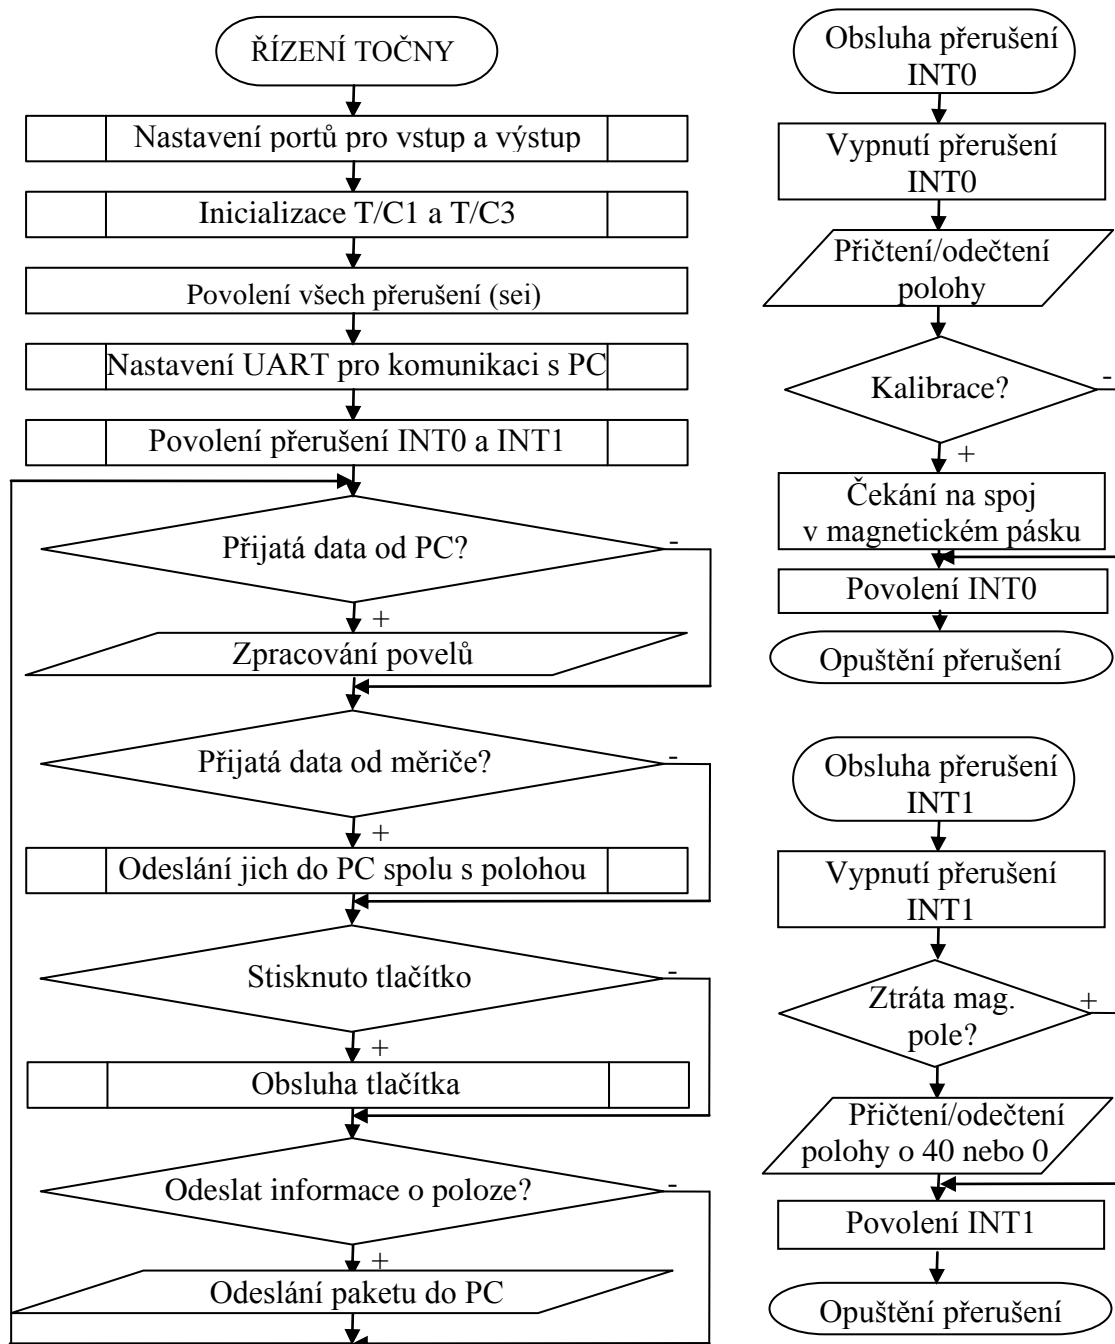 ŘÍZENÍ TOČNY
Nastavení portů pro vstup a výstup
Inicializace T/C1 a T/C3
Povolení všech přerušení (sei)
Nastavení UART pro komunikaci s PC
Povolení přerušení INT0 a INT1
Přijatá data od PC?
-
+
Zpracování povelů
Přijatá data od měriče?
-
+
Odeslání jich do PC spolu s polohou
Stisknuto tlačítko
-
+
Obsluha tlačítka
Odeslat informace o poloze?
-
+
Odeslání paketu do PC
Obsluha přerušení
INT0
Vypnutí přerušení
INT0
Přičtení/odečtení
polohy
Kalibrace?
-
+
Čekání na spoj
v magnetickém pásku
Povolení INT0
Opuštění přerušení
Obsluha přerušení
INT1
Vypnutí přerušení
INT1
Ztráta mag.
pole?
+
Přičtení/odečtení
polohy o 40 nebo 0
Povolení INT1
Opuštění přerušení